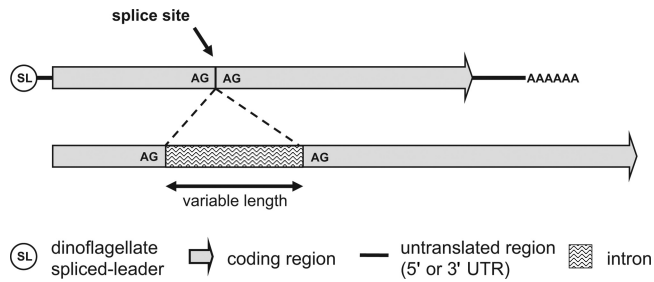 splice site
SL
AG AG
AAAAAA
AG
AG
variable length
SL
dinoflagellate
spliced-leader
coding region
untranslated region
(5' or 3' UTR)
intron